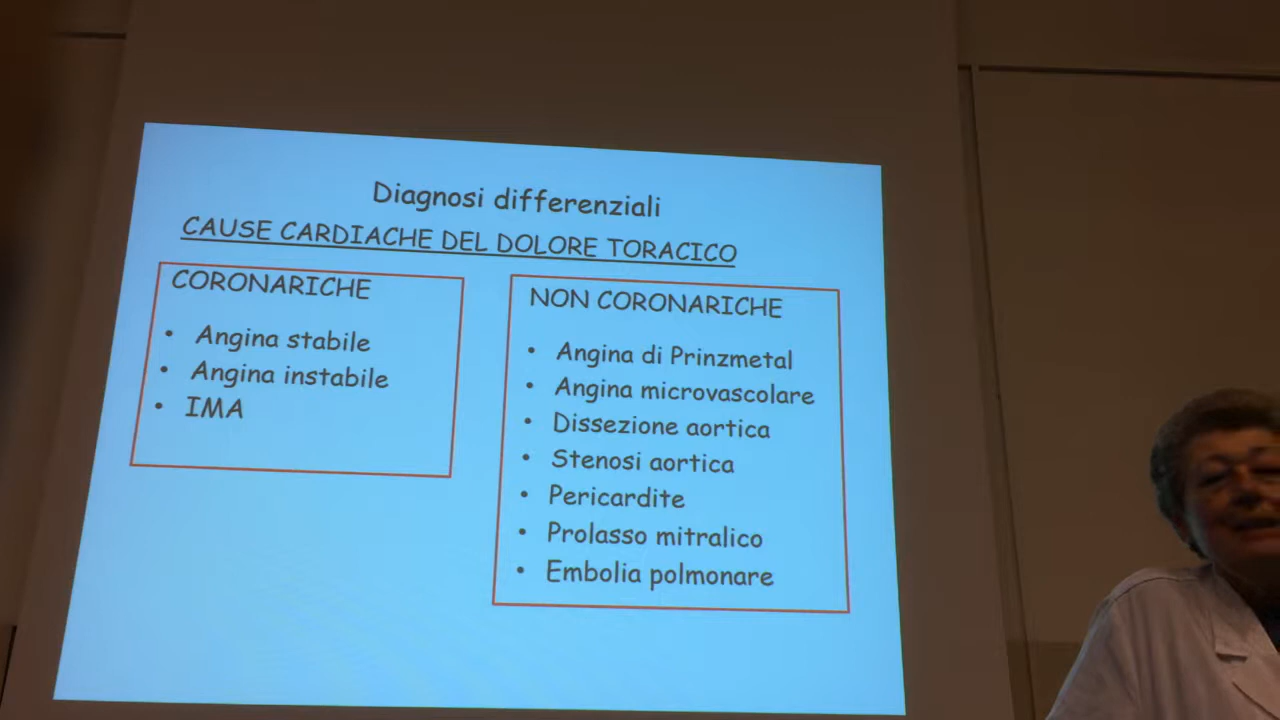 Diagnosi differenziali
CAUSE CARDIACHE DEL DOLORE TORACICO
CORONARICHE
• Angina stabile
• Angina instabile
• IMA
NON CORONARICHE
• Angina di Prinzmetal
• Angina microvascolare
• Dissezione aortica
• Stenosi aortica
• Pericardite
• Prolasso mitralico
• Embolia polmonare